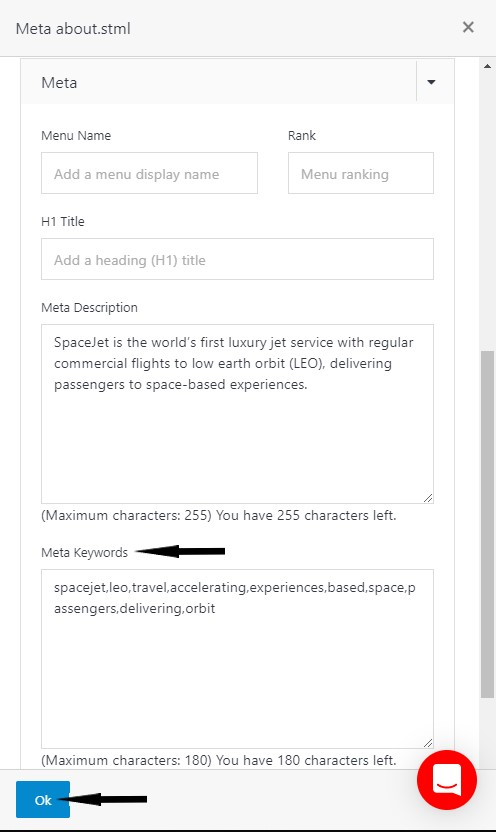 Meta about.stml
Meta
Menu Name Rank
Add a menu display name Menu ranking
H1 Title
Add a heading (H1) title
Meta Description
SpaceJet is the world's first luxury jet service with regular
commercial flights to low earth orbit (LEO), delivering
passengers to space-based experiences.
(Maximum characters: 255) You have 255 characters left.
Meta Keywords
spacejet,leo,travel,accelerating,experiences,based,space,p
assengers,delivering,orbit
(Maximum characters: 180) You have 180 characters left.
Ok